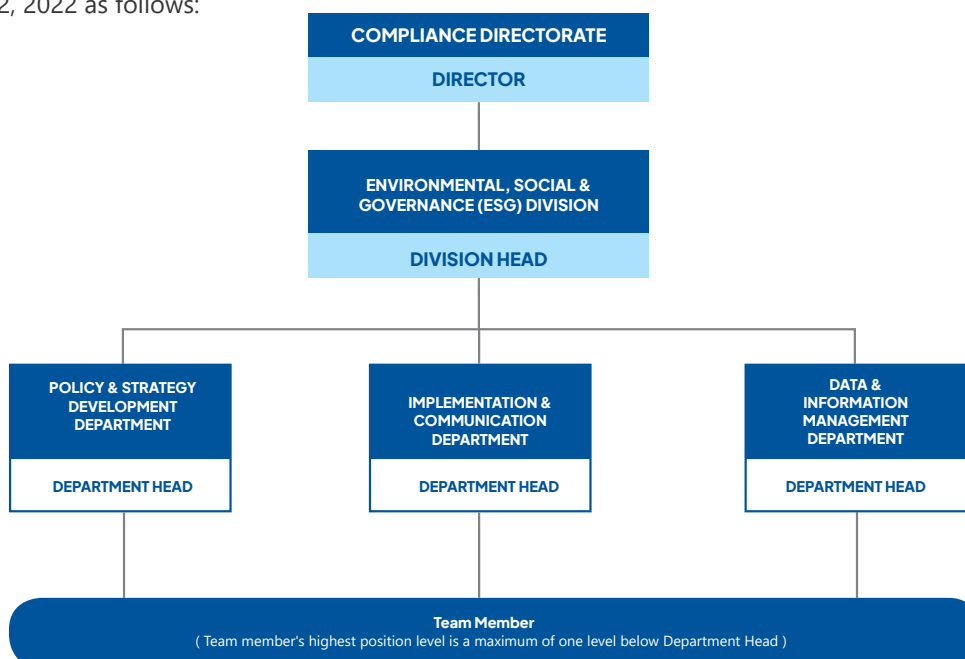 2, 2022 as follows:
COMPLIANCE DIRECTORATE
DIRECTOR
ENVIRONMENTAL, SOCIAL &
GOVERNANCE (ESG) DIVISION
DIVISION HEAD
POLICY & STRATEGY
DEVELOPMENT
DEPARTMENT
DEPARTMENT HEAD
IMPLEMENTATION &
COMMUNICATION
DEPARTMENT
DEPARTMENT HEAD
DATA &
INFORMATION
MANAGEMENT
DEPARTMENT
DEPARTMENT HEAD
Team Member
( Team member's highest position level is a maximum of one level below Department Head )